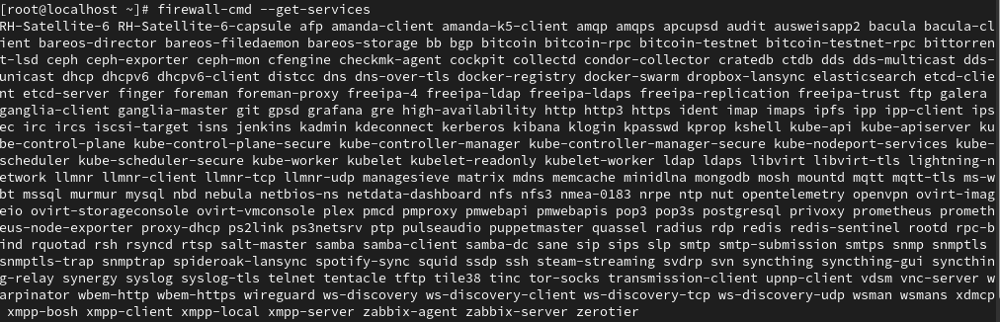 [root@localhost ~]# firewall-cmd --get-services
RH-Satellite-6 RH-Satellite-6-capsule afp amanda-client amanda-k5-client amqp amqps apcupsd audit ausweisapp2 bacula bacula-cl
ient bareos-director bareos-filedaemon bareos-storage bb bgp bitcoin bitcoin-rpc bitcoin-testnet bitcoin-testnet-rpc bittorren
t-lsd ceph ceph-exporter ceph-mon cfengine checkmk-agent cockpit collectd condor-collector cratedb ctdb dds dds-multicast dds-
unicast dhcp dhcpv6 dhcpv6-client distcc dns dns-over-tls docker-registry docker-swarm dropbox-lansync elasticsearch etcd-clie
nt etcd-server finger foreman foreman-proxy freeipa-4 freeipa-ldap freeipa-ldaps freeipa-replication freeipa-trust ftp galera
ganglia-client ganglia-master git gpsd grafana gre high-availability http http3 https ident imap imaps ipfs ipp ipp-client ips
ec irc ircs iscsi-target isns jenkins kadmin kdeconnect kerberos kibana klogin kpasswd kprop kshell kube-api kube-apiserver ku
be-control-plane kube-control-plane-secure kube-controller-manager kube-controller-manager-secure kube-nodeport-services kube-
scheduler kube-scheduler-secure kube-worker kubelet kubelet-readonly kubelet-worker ldap ldaps libvirt libvirt-tls lightning-n
etwork llmnr llmnr-client llmnr-tcp llmnr-udp managesieve matrix mdns memcache minidlna mongodb mosh mountd mqtt mqtt-tls ms-w
bt mssql murmur mysql nbd nebula netbios-ns netdata-dashboard nfs nfs3 nmea-0183 nrpe ntp nut opentelemetry openvpn ovirt-imag
eio ovirt-storageconsole ovirt-vmconsole plex pmcd pmproxy pmwebapi pmwebapis pop3 pop3s postgresql privoxy prometheus prometh
eus-node-exporter proxy-dhcp ps2link ps3netsrv ptp pulseaudio puppetmaster quassel radius rdp redis redis-sentinel rootd rpc-b
ind rquotad rsh rsyncd rtsp salt-master samba samba-client samba-dc sane sip sips slp smtp smtp-submission smtps snmp snmptls
snmptls-trap snmptrap spideroak-lansync spotify-sync squid ssdp ssh steam-streaming svdrp svn syncthing syncthing-gui syncthin
g-relay synergy syslog syslog-tls telnet tentacle tftp tile38 tinc tor-socks transmission-client upnp-client vdsm vnc-server w
arpinator wbem-http wbem-https wireguard ws-discovery ws-discovery-client ws-discovery-tcp ws-discovery-udp wsman wsmans xdmcp
xmpp-bosh xmpp-client xmpp-local xmpp-server zabbix-agent zabbix-server zerotier